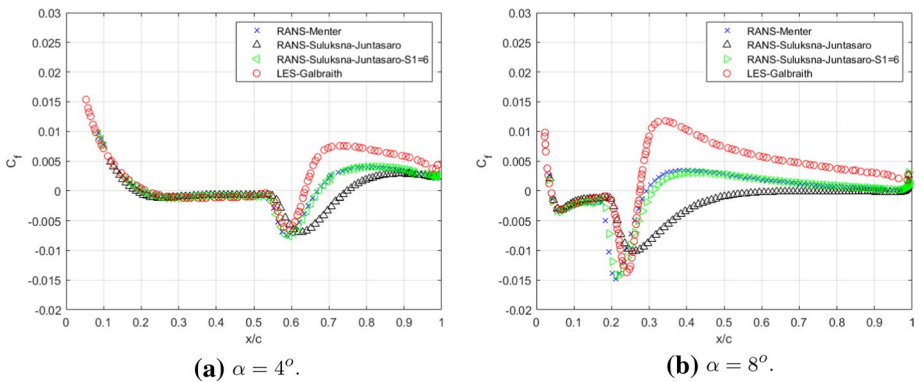 0.03
0.025
0.02
0.015
0.01
0.005
0
-0.005
-0.01
-0.015
-0.02
C_f
0 0.1 0.2 0.3 0.4 0.5 0.6 0.7 0.8 0.9 1
x/c
RANS-Menter
RANS-Suluksna-Juntasaro
RANS-Suluksna-Juntasaro-S1=6
LES-Galbraith
(a) α = 4°.
0.03
0.025
0.02
0.015
0.01
0.005
0
-0.005
-0.01
-0.015
-0.02
C_f
0 0.1 0.2 0.3 0.4 0.5 0.6 0.7 0.8 0.9 1
x/c
RANS-Menter
RANS-Suluksna-Juntasaro
RANS-Suluksna-Juntasaro-S1=6
LES-Galbraith
(b) α = 8°.